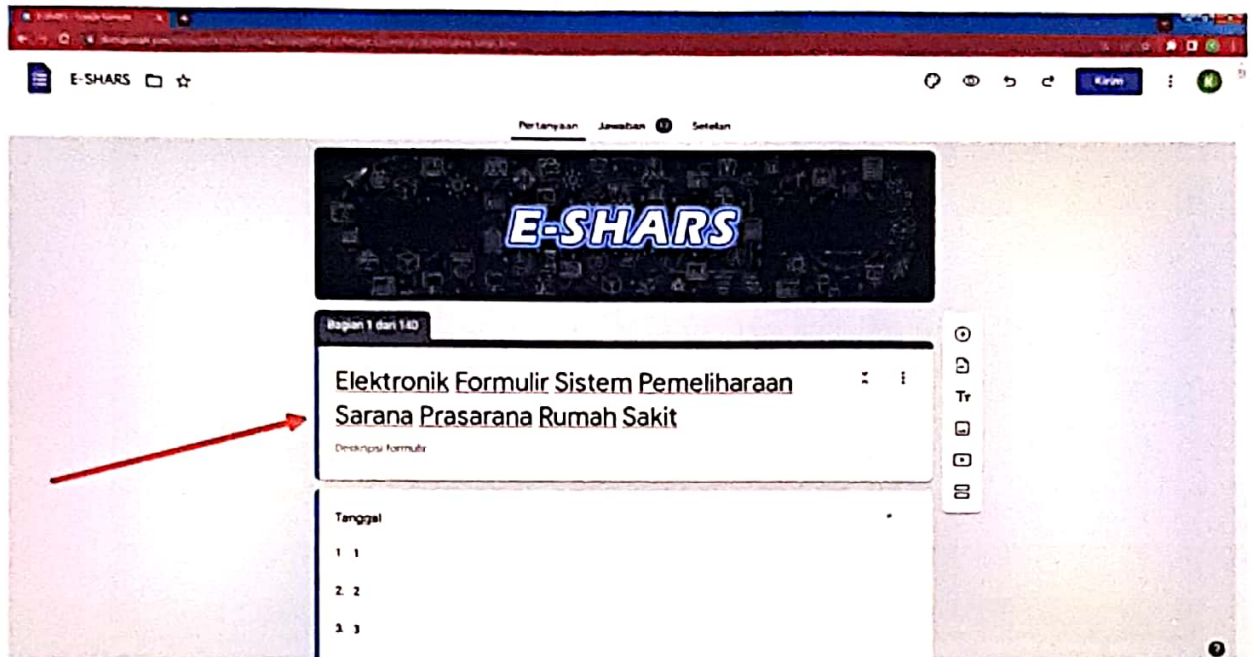 E-SHARS
Kirim
K
Pertanyaan Jawaban Setelan
E-SHARS
Bagian 1 dari 140
Elektronik Formulir Sistem Pemeliharaan
Sarana Prasarana Rumah Sakit
Deskripsi formulir
Tr
Tanggal
1. 1
2. 2
3. 3